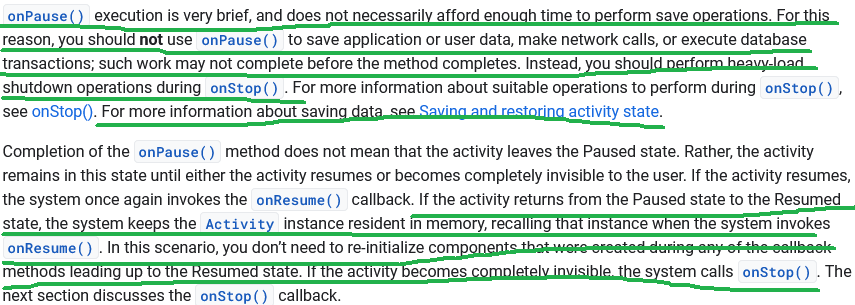 onPause() execution is very brief, and does not necessarily afford enough time to perform save operations. For this
reason, you should not use onPause() to save application or user data, make network calls, or execute database
transactions; such work may not complete before the method completes. Instead, you should perform heavy-load
shutdown operations during onStop(). For more information about suitable operations to perform during onStop(),
see onStop(). For more information about saving data, see Saving and restoring activity state.
Completion of the onPause() method does not mean that the activity leaves the Paused state. Rather, the activity
remains in this state until either the activity resumes or becomes completely invisible to the user. If the activity resumes,
the system once again invokes the onResume() callback. If the activity returns from the Paused state to the Resumed
state, the system keeps the Activity instance resident in memory, recalling that instance when the system invokes
onResume(). In this scenario, you don't need to re-initialize components that were created during any of the callback
methods leading up to the Resumed state. If the activity becomes completely invisible, the system calls onStop(). The
next section discusses the onStop() callback.